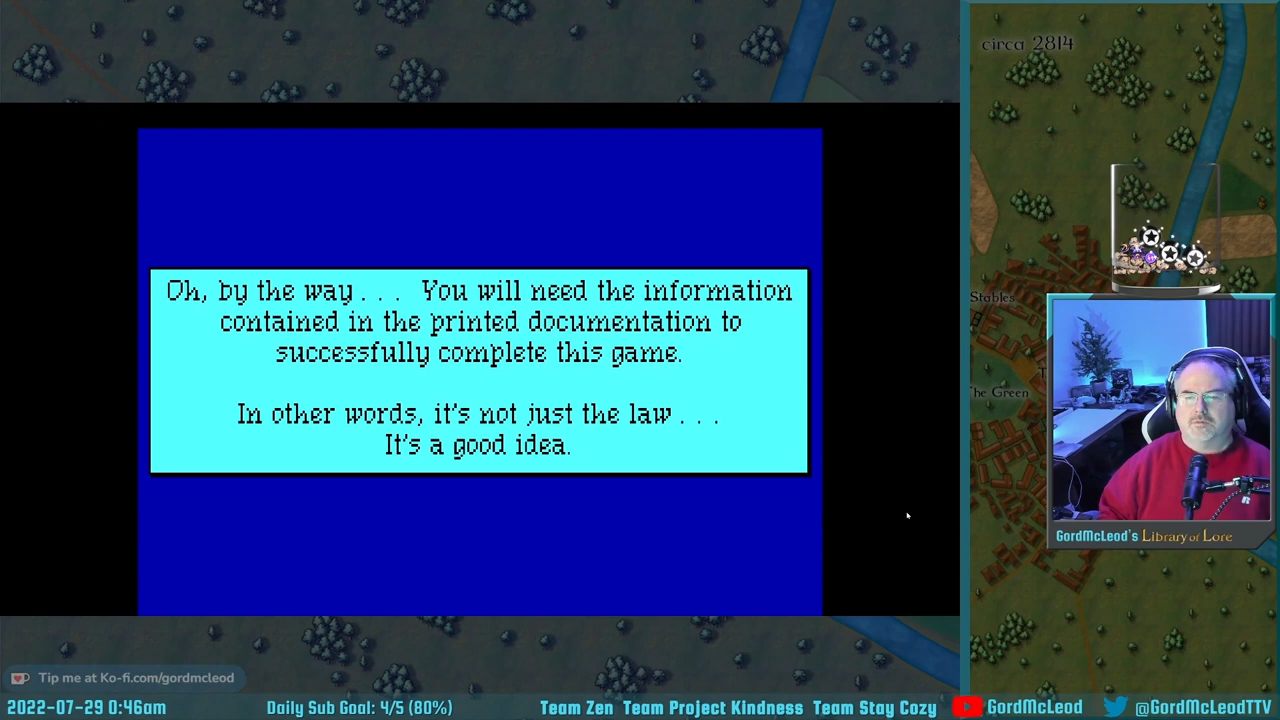 circa 2814
Oh, by the way . . . You will need the information
contained in the printed documentation to
successfully complete this game.
In other words, it's not just the law . . .
It's a good idea.
Stables
The Green
GordMcLeod's Library of Lore
Tip me at Ko-fi.com/gordmcleod
2022-07-29 0:46am
Daily Sub Goal: 4/5 (80%)
Team Zen Team Project Kindness Team Stay Cozy
GordMcLeod
@GordMcLeodTTV